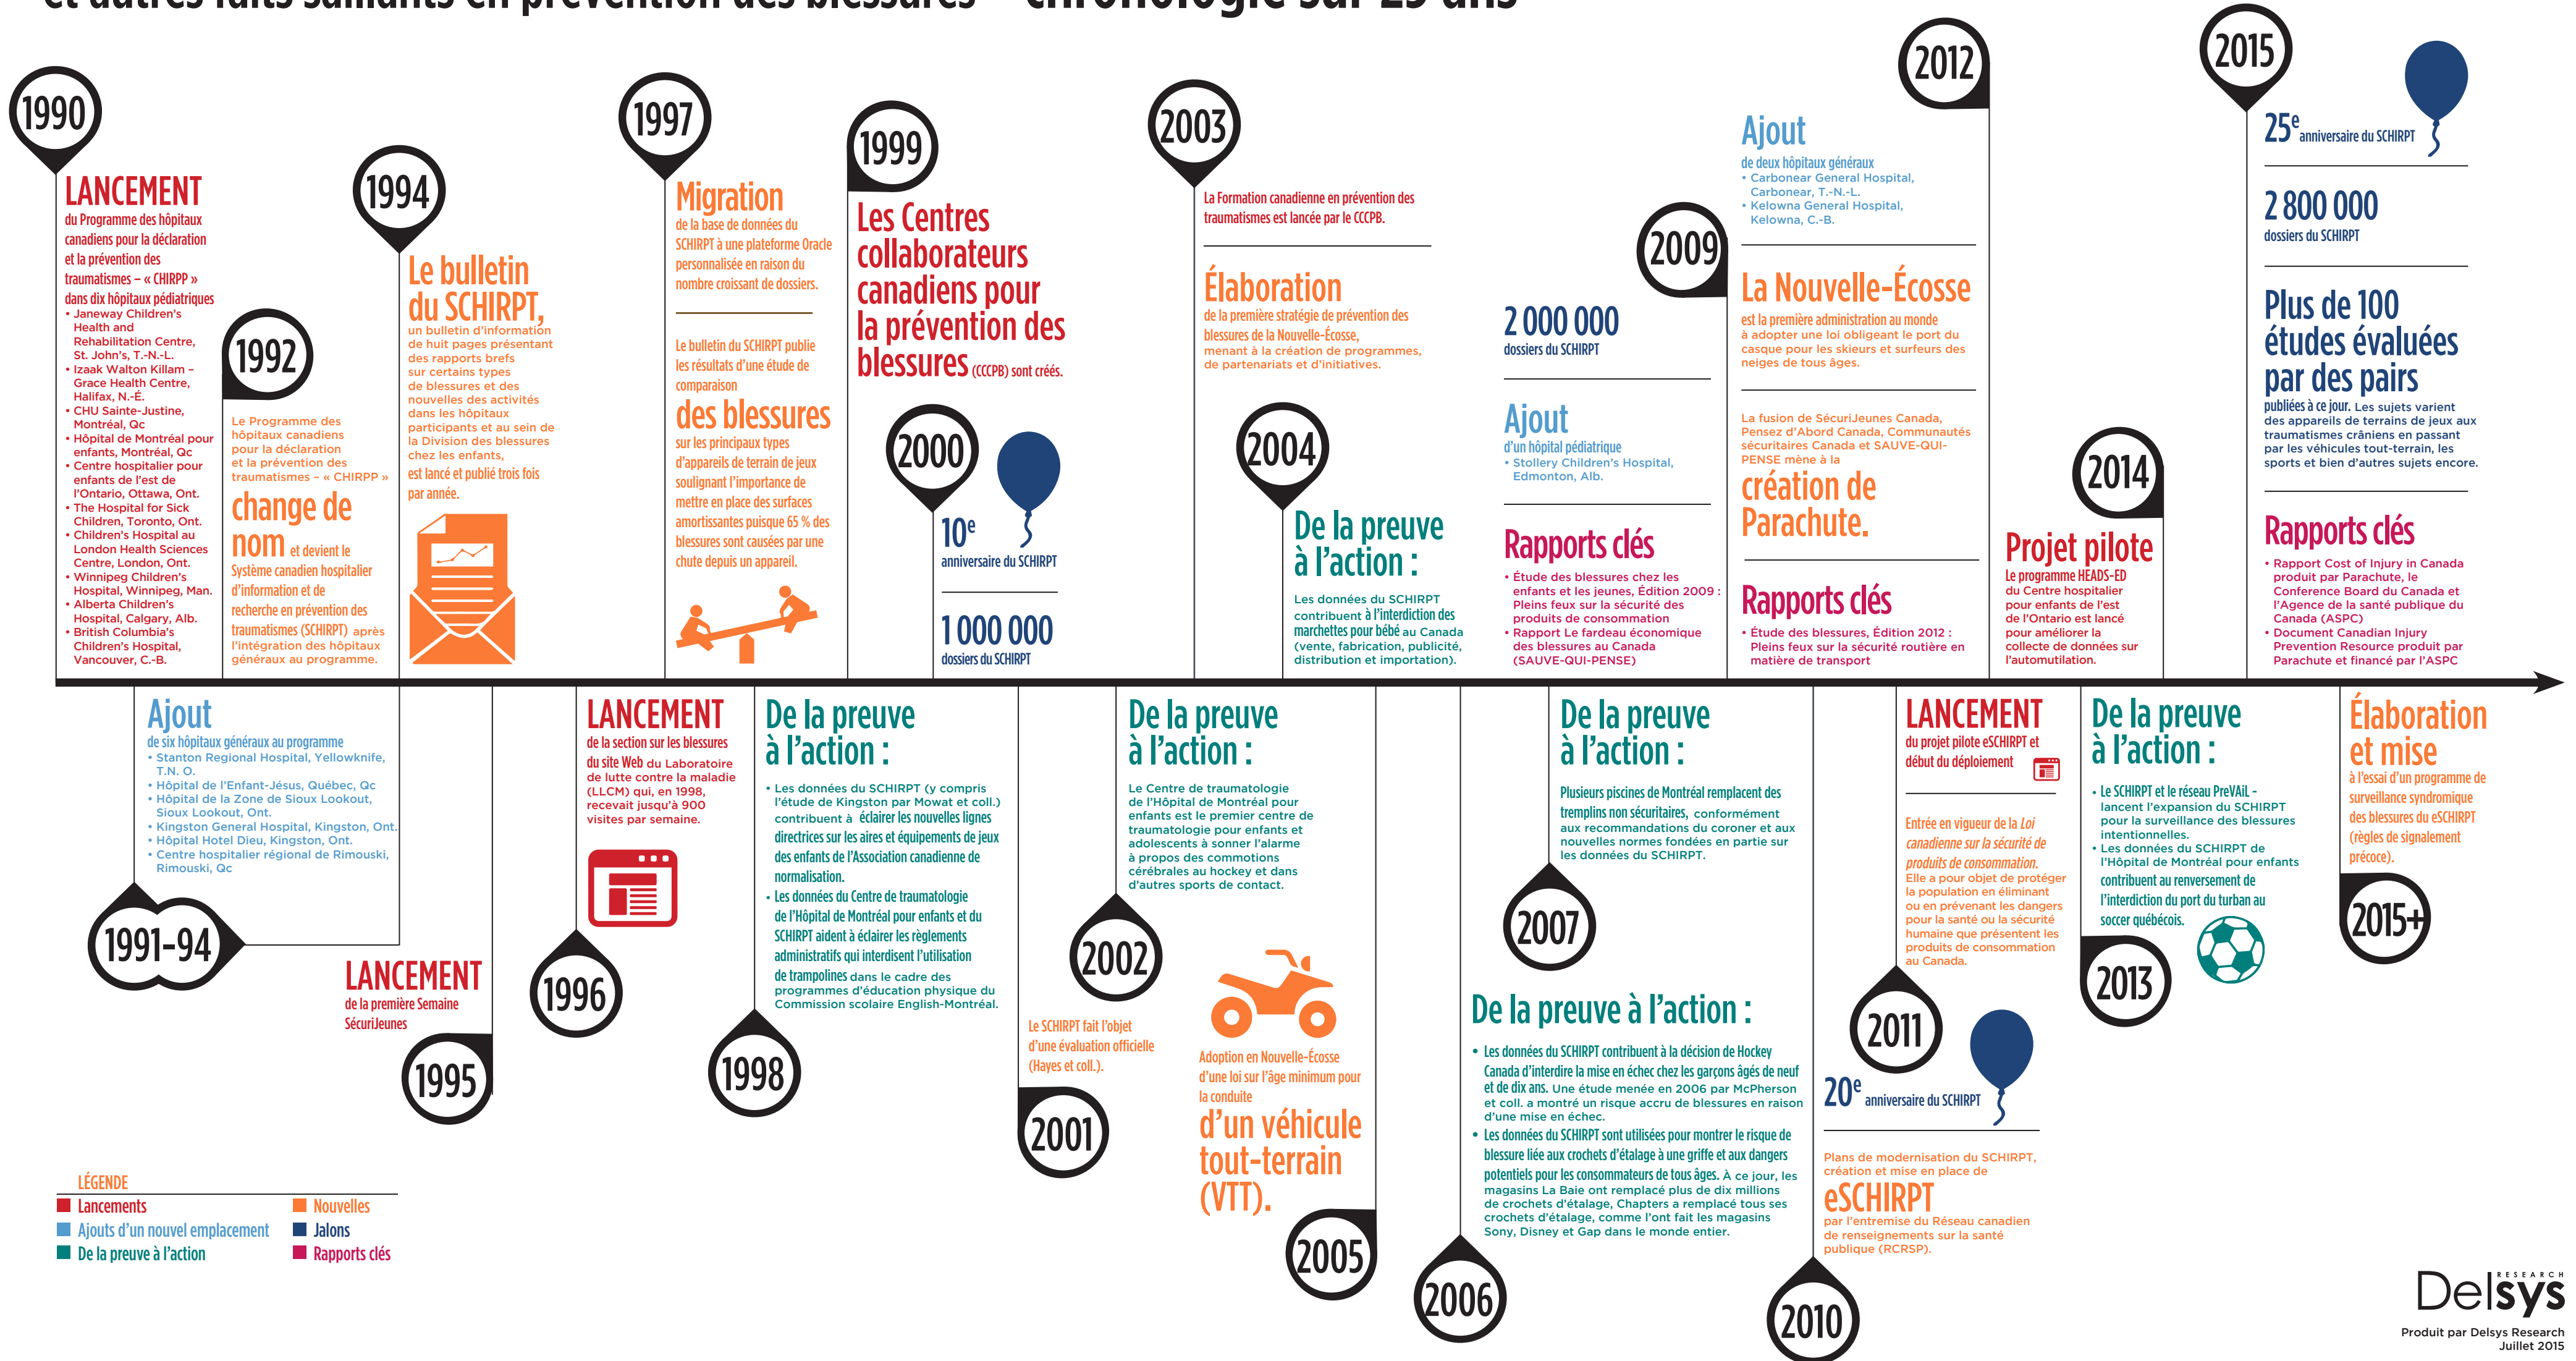 et autres faits saillants en prévention des blessures – chronologie sur 25 ans
1990
LANCEMENT
du Programme des hôpitaux
canadiens pour la déclaration
et la prévention des
traumatismes – « CHIRPP »
dans dix hôpitaux pédiatriques
• Janeway Children’s
Health and
Rehabilitation Centre,
St. John’s, T.-N.-L.
• Izaak Walton Killam –
Grace Health Centre,
Halifax, N.-É.
• CHU Sainte-Justine,
Montréal, Qc
• Hôpital de Montréal pour
enfants, Montréal, Qc
• Centre hospitalier pour
enfants de l’est de
l’Ontario, Ottawa, Ont.
• The Hospital for Sick
Children, Toronto, Ont.
• Children’s Hospital au
London Health Sciences
Centre, London, Ont.
• Winnipeg Children’s
Hospital, Winnipeg, Man.
• Alberta Children’s
Hospital, Calgary, Alb.
• British Columbia’s
Children’s Hospital,
Vancouver, C.-B.
1992
Le Programme des
hôpitaux canadiens
pour la déclaration
et la prévention des
traumatismes – « CHIRPP »
change de
nom et devient le
Système canadien hospitalier
d’information et de
recherche en prévention des
traumatismes (SCHIRPT) après
l’intégration des hôpitaux
généraux au programme.
1994
Le bulletin
du SCHIRPT,
un bulletin d’information
de huit pages présentant
des rapports brefs
sur certains types
de blessures et des
nouvelles des activités
dans les hôpitaux
participants et au sein de
la Division des blessures
chez les enfants,
est lancé et publié trois fois
par année.
1997
Migration
de la base de données du
SCHIRPT à une plateforme Oracle
personnalisée en raison du
nombre croissant de dossiers.
Le bulletin du SCHIRPT publie
les résultats d’une étude de
comparaison
des blessures
sur les principaux types
d’appareils de terrain de jeux
soulignant l’importance de
mettre en place des surfaces
amortissantes puisque 65 % des
blessures sont causées par une
chute depuis un appareil.
1999
Les Centres
collaborateurs
canadiens pour
la prévention des
blessures (CCCPB) sont créés.
2000
10e
anniversaire du SCHIRPT
1 000 000
dossiers du SCHIRPT
2003
La Formation canadienne en prévention des
traumatismes est lancée par le CCCPB.
Élaboration
de la première stratégie de prévention des
blessures de la Nouvelle-Écosse,
menant à la création de programmes,
de partenariats et d’initiatives.
2004
De la preuve
à l’action :
Les données du SCHIRPT
contribuent à l’interdiction des
marchettes pour bébé au Canada
(vente, fabrication, publicité,
distribution et importation).
2009
2 000 000
dossiers du SCHIRPT
Ajout
d’un hôpital pédiatrique
• Stollery Children’s Hospital,
Edmonton, Alb.
Rapports clés
• Étude des blessures chez les
enfants et les jeunes, Édition 2009 :
Pleins feux sur la sécurité des
produits de consommation
• Rapport Le fardeau économique
des blessures au Canada
(SAUVE-QUI-PENSE)
2012
Ajout
de deux hôpitaux généraux
• Carbonear General Hospital,
Carbonear, T.-N.-L.
• Kelowna General Hospital,
Kelowna, C.-B.
La Nouvelle-Écosse
est la première administration au monde
à adopter une loi obligeant le port du
casque pour les skieurs et surfeurs des
neiges de tous âges.
La fusion de SécuriJeunes Canada,
Pensez d’Abord Canada, Communautés
sécuritaires Canada et SAUVE-QUI-
PENSE mène à la
création de
Parachute.
Rapports clés
• Étude des blessures, Édition 2012 :
Pleins feux sur la sécurité routière en
matière de transport
2014
Projet pilote
Le programme HEADS-ED
du Centre hospitalier
pour enfants de l’est
de l’Ontario est lancé
pour améliorer la
collecte de données sur
l’automutilation.
2015
25e anniversaire du SCHIRPT
2 800 000
dossiers du SCHIRPT
Plus de 100
études évaluées
par des pairs
publiées à ce jour. Les sujets varient
des appareils de terrains de jeux aux
traumatismes crâniens en passant
par les véhicules tout-terrain, les
sports et bien d’autres sujets encore.
Rapports clés
• Rapport Cost of Injury in Canada
produit par Parachute, le
Conference Board du Canada et
l’Agence de la santé publique du
Canada (ASPC)
• Document Canadian Injury
Prevention Resource produit par
Parachute et financé par l’ASPC
Ajout
de six hôpitaux généraux au programme
• Stanton Regional Hospital, Yellowknife,
T.N. O.
• Hôpital de l’Enfant-Jésus, Québec, Qc
• Hôpital de la Zone de Sioux Lookout,
Sioux Lookout, Ont.
• Kingston General Hospital, Kingston, Ont.
• Hôpital Hotel Dieu, Kingston, Ont.
• Centre hospitalier régional de Rimouski,
Rimouski, Qc
1991-94
LANCEMENT
de la première Semaine
SécuriJeunes
1995
LANCEMENT
de la section sur les blessures
du site Web du Laboratoire
de lutte contre la maladie
(LLCM) qui, en 1998,
recevait jusqu’à 900
visites par semaine.
1996
De la preuve
à l’action :
• Les données du SCHIRPT (y compris
l’étude de Kingston par Mowat et coll.)
contribuent à éclairer les nouvelles lignes
directrices sur les aires et équipements de jeux
des enfants de l’Association canadienne de
normalisation.
• Les données du Centre de traumatologie
de l’Hôpital de Montréal pour enfants et du
SCHIRPT aident à éclairer les règlements
administratifs qui interdisent l’utilisation
de trampolines dans le cadre des
programmes d’éducation physique du
Commission scolaire English-Montréal.
1998
Le SCHIRPT fait l’objet
d’une évaluation officielle
(Hayes et coll.).
2001
De la preuve
à l’action :
Le Centre de traumatologie
de l’Hôpital de Montréal pour
enfants est le premier centre de
traumatologie pour enfants et
adolescents à sonner l’alarme
à propos des commotions
cérébrales au hockey et dans
d’autres sports de contact.
2002
Adoption en Nouvelle-Écosse
d’une loi sur l’âge minimum pour
la conduite
d’un véhicule
tout-terrain
(VTT).
2005
De la preuve à l’action :
• Les données du SCHIRPT contribuent à la décision de Hockey
Canada d’interdire la mise en échec chez les garçons âgés de neuf
et de dix ans. Une étude menée en 2006 par McPherson
et coll. a montré un risque accru de blessures en raison
d’une mise en échec.
• Les données du SCHIRPT sont utilisées pour montrer le risque de
blessure liée aux crochets d’étalage à une griffe et aux dangers
potentiels pour les consommateurs de tous âges. À ce jour, les
magasins La Baie ont remplacé plus de dix millions
de crochets d’étalage, Chapters a remplacé tous ses
crochets d’étalage, comme l’ont fait les magasins
Sony, Disney et Gap dans le monde entier.
2006
De la preuve
à l’action :
Plusieurs piscines de Montréal remplacent des
tremplins non sécuritaires, conformément
aux recommandations du coroner et aux
nouvelles normes fondées en partie sur
les données du SCHIRPT.
2007
20e anniversaire du SCHIRPT
Plans de modernisation du SCHIRPT,
création et mise en place de
eSCHIRPT
par l’entremise du Réseau canadien
de renseignements sur la santé
publique (RCRSP).
2010
LANCEMENT
du projet pilote eSCHIRPT et
début du déploiement
Entrée en vigueur de la Loi
canadienne sur la sécurité de
produits de consommation.
Elle a pour objet de protéger
la population en éliminant
ou en prévenant les dangers
pour la santé ou la sécurité
humaine que présentent les
produits de consommation
au Canada.
2011
De la preuve
à l’action :
• Le SCHIRPT et le réseau PreVAiL -
lancent l’expansion du SCHIRPT
pour la surveillance des blessures
intentionnelles.
• Les données du SCHIRPT de
l’Hôpital de Montréal pour enfants
contribuent au renversement de
l’interdiction du port du turban au
soccer québécois.
2013
Élaboration
et mise
à l’essai d’un programme de
surveillance syndromique
des blessures du eSCHIRPT
(règles de signalement
précoce).
2015+
LÉGENDE
Lancements
Ajouts d’un nouvel emplacement
De la preuve à l’action
Nouvelles
Jalons
Rapports clés
Delsys
RESEARCH
Produit par Delsys Research
Juillet 2015